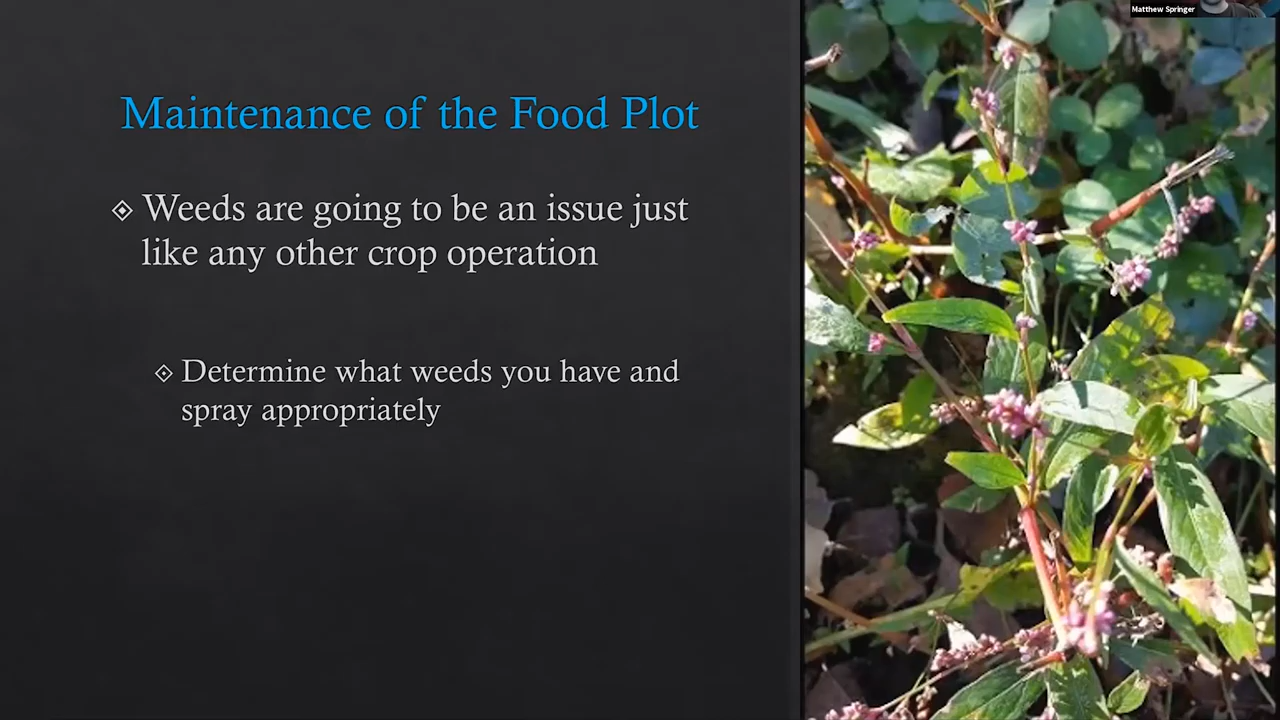 Matthew Springer
Maintenance of the Food Plot
Weeds are going to be an issue just
like any other crop operation
Determine what weeds you have and
spray appropriately